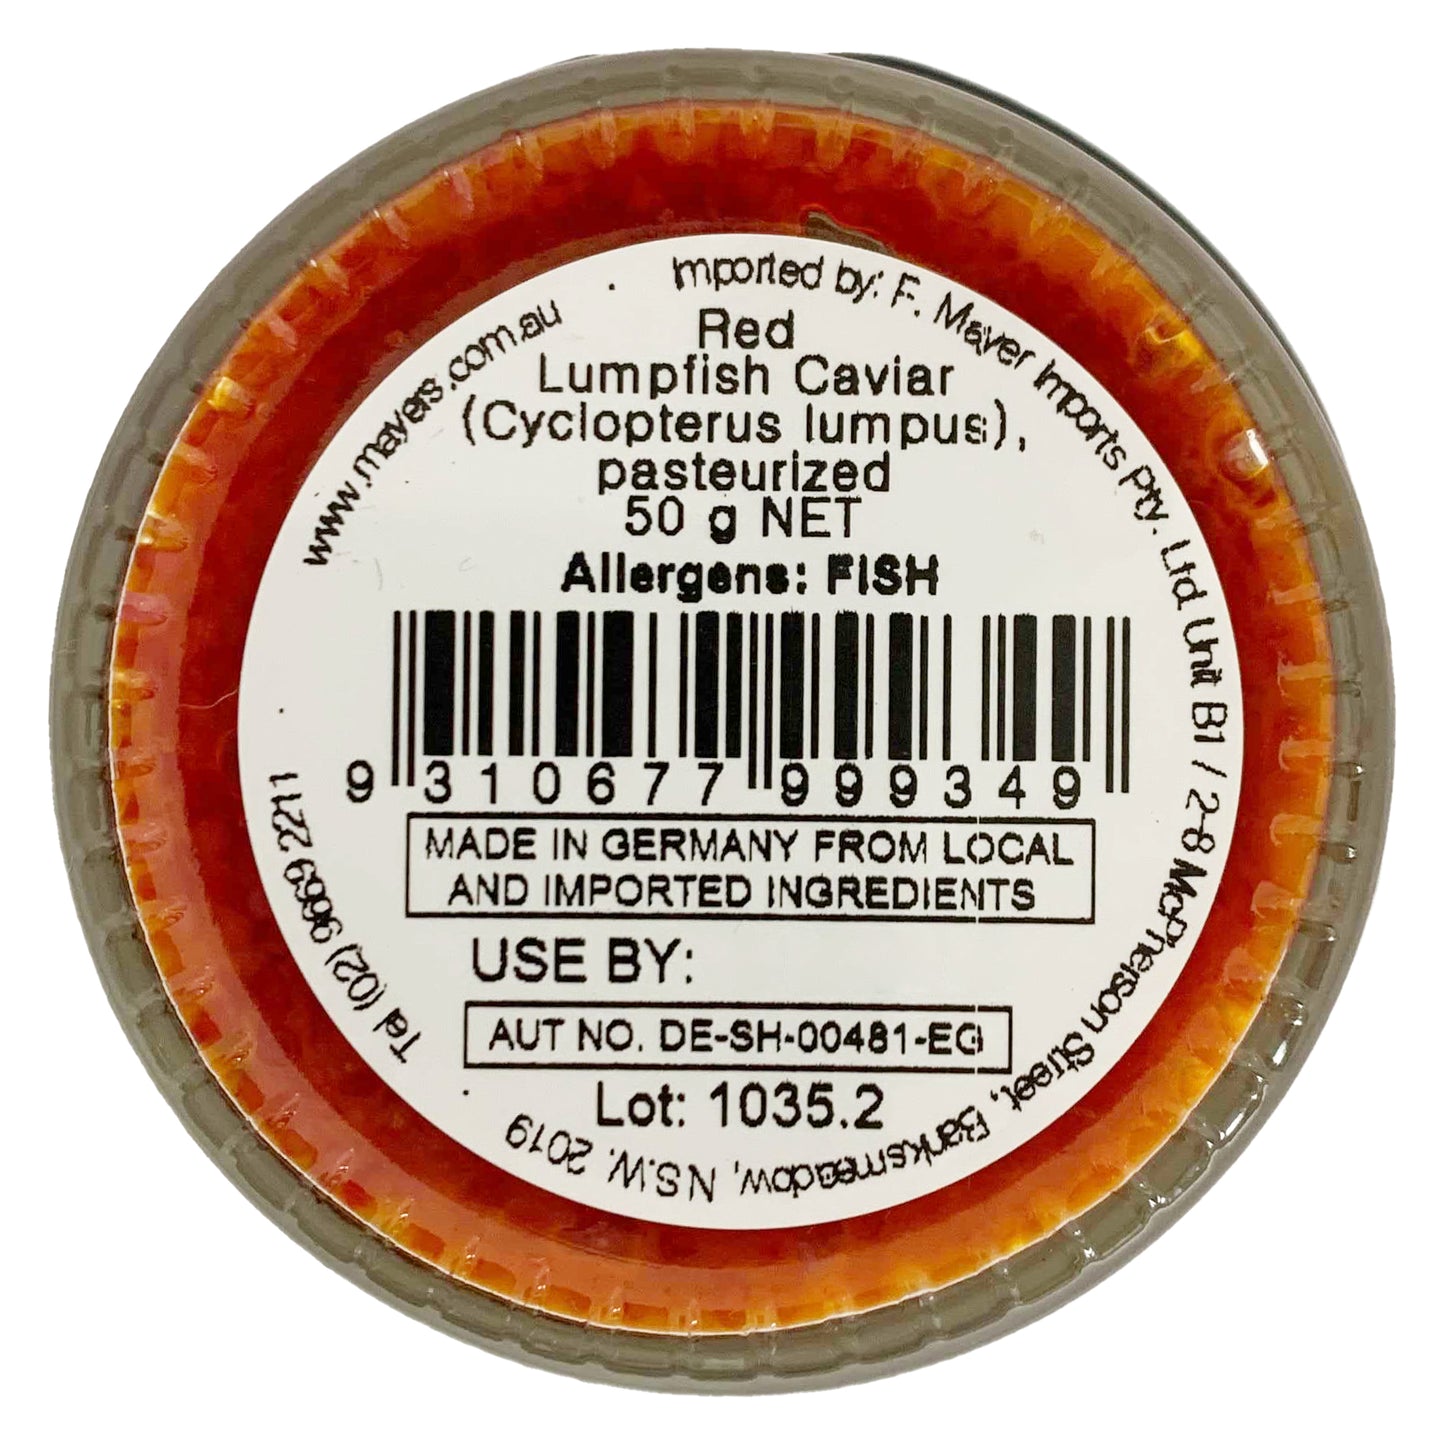 Imported by: F. Mayer Imports Pty. Ltd Unit B1 / 2-8 McPherson Street, Banksmeadow, N.S.W. 2019
Tel (02) 9669 2211
www.mayers.com.au
Red
Lumpfish Caviar
(Cyclopterus lumpus),
pasteurized
50 g NET
Allergens: FISH
9 310677 999349
MADE IN GERMANY FROM LOCAL
AND IMPORTED INGREDIENTS
USE BY:
AUT NO. DE-SH-00481-EG
Lot: 1035.2